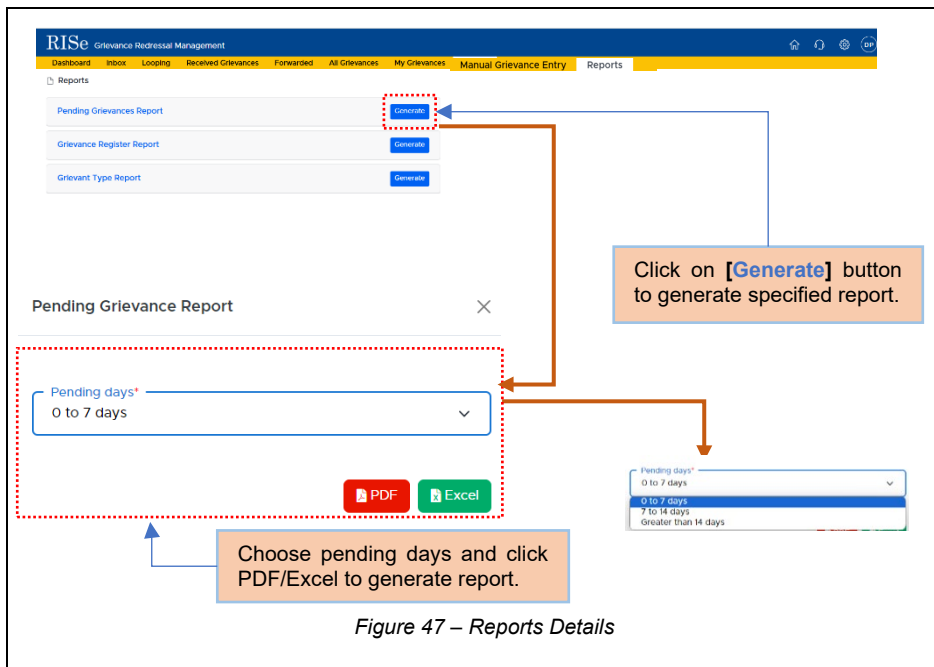 RISe Grievance Redressal Management
DP
Dashboard Inbox Looping Received Grievances Forwarded All Grievances My Grievances Manual Grievance Entry Reports
Reports
Pending Grievances Report Generate
Grievance Register Report Generate
Grievant Type Report Generate
Click on [Generate] button
to generate specified report.
Pending Grievance Report
Pending days*
0 to 7 days
PDF Excel
Pending days*
0 to 7 days
0 to 7 days
7 to 14 days
Greater than 14 days
Choose pending days and click
PDF/Excel to generate report.
Figure 47 – Reports Details